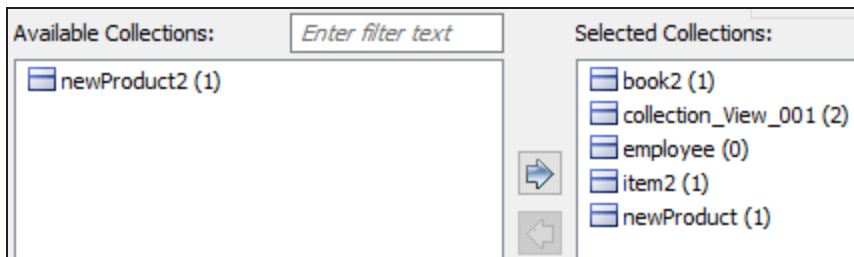 Available Collections:
Enter filter text
newProduct2 (1)
Selected Collections:
book2 (1)
collection_View_001 (2)
employee (0)
item2 (1)
newProduct (1)